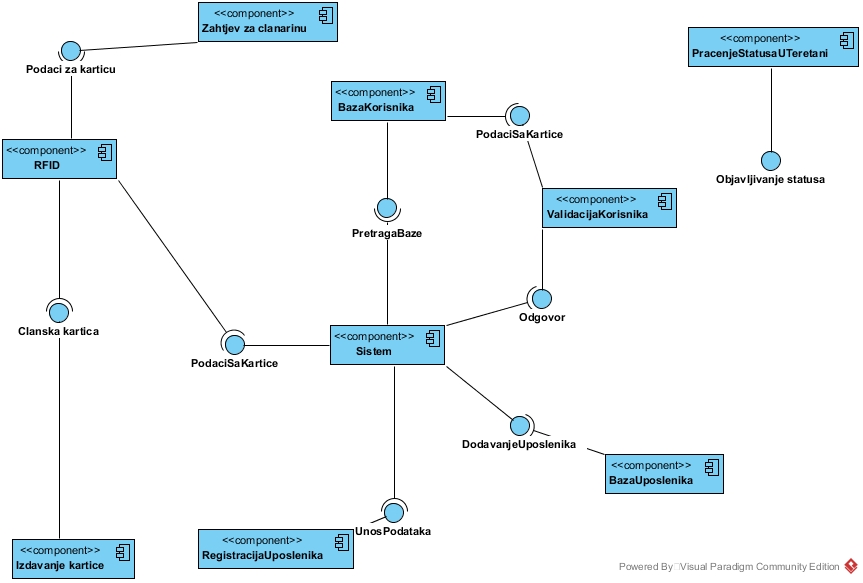 <<component>>
Zahtjev za clanarinu
<<component>>
PracenjeStatusaUTeretani
Podaci za karticu
<<component>>
BazaKorisnika
PodaciSaKartice
<<component>>
RFID
Objavljivanje statusa
<<component>>
ValidacijaKorisnika
PretragaBaze
Clanska kartica
Odgovor
<<component>>
Sistem
PodaciSaKartice
DodavanjeUposlenika
<<component>>
BazaUposlenika
UnosPodataka
<<component>>
RegistracijaUposlenika
<<component>>
Izdavanje kartice
Powered By Visual Paradigm Community Edition